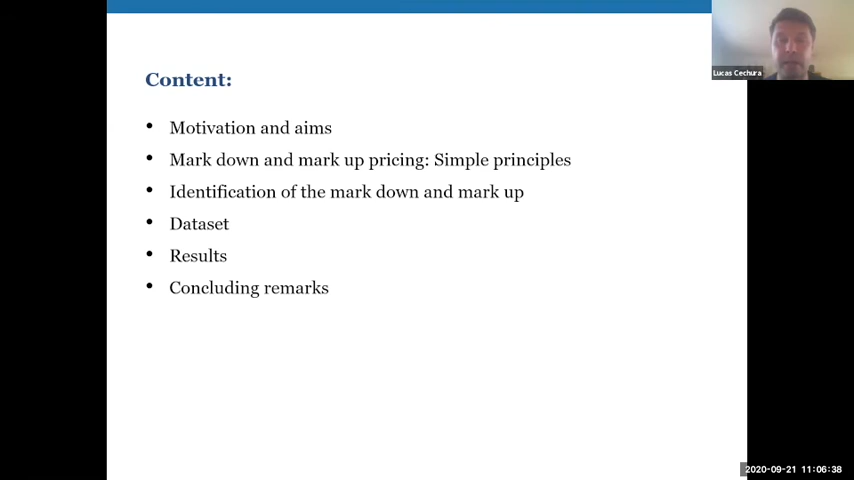 Lucas Cechura
Content:
• Motivation and aims
• Mark down and mark up pricing: Simple principles
• Identification of the mark down and mark up
• Dataset
• Results
• Concluding remarks
2020-09-21 11:06:38